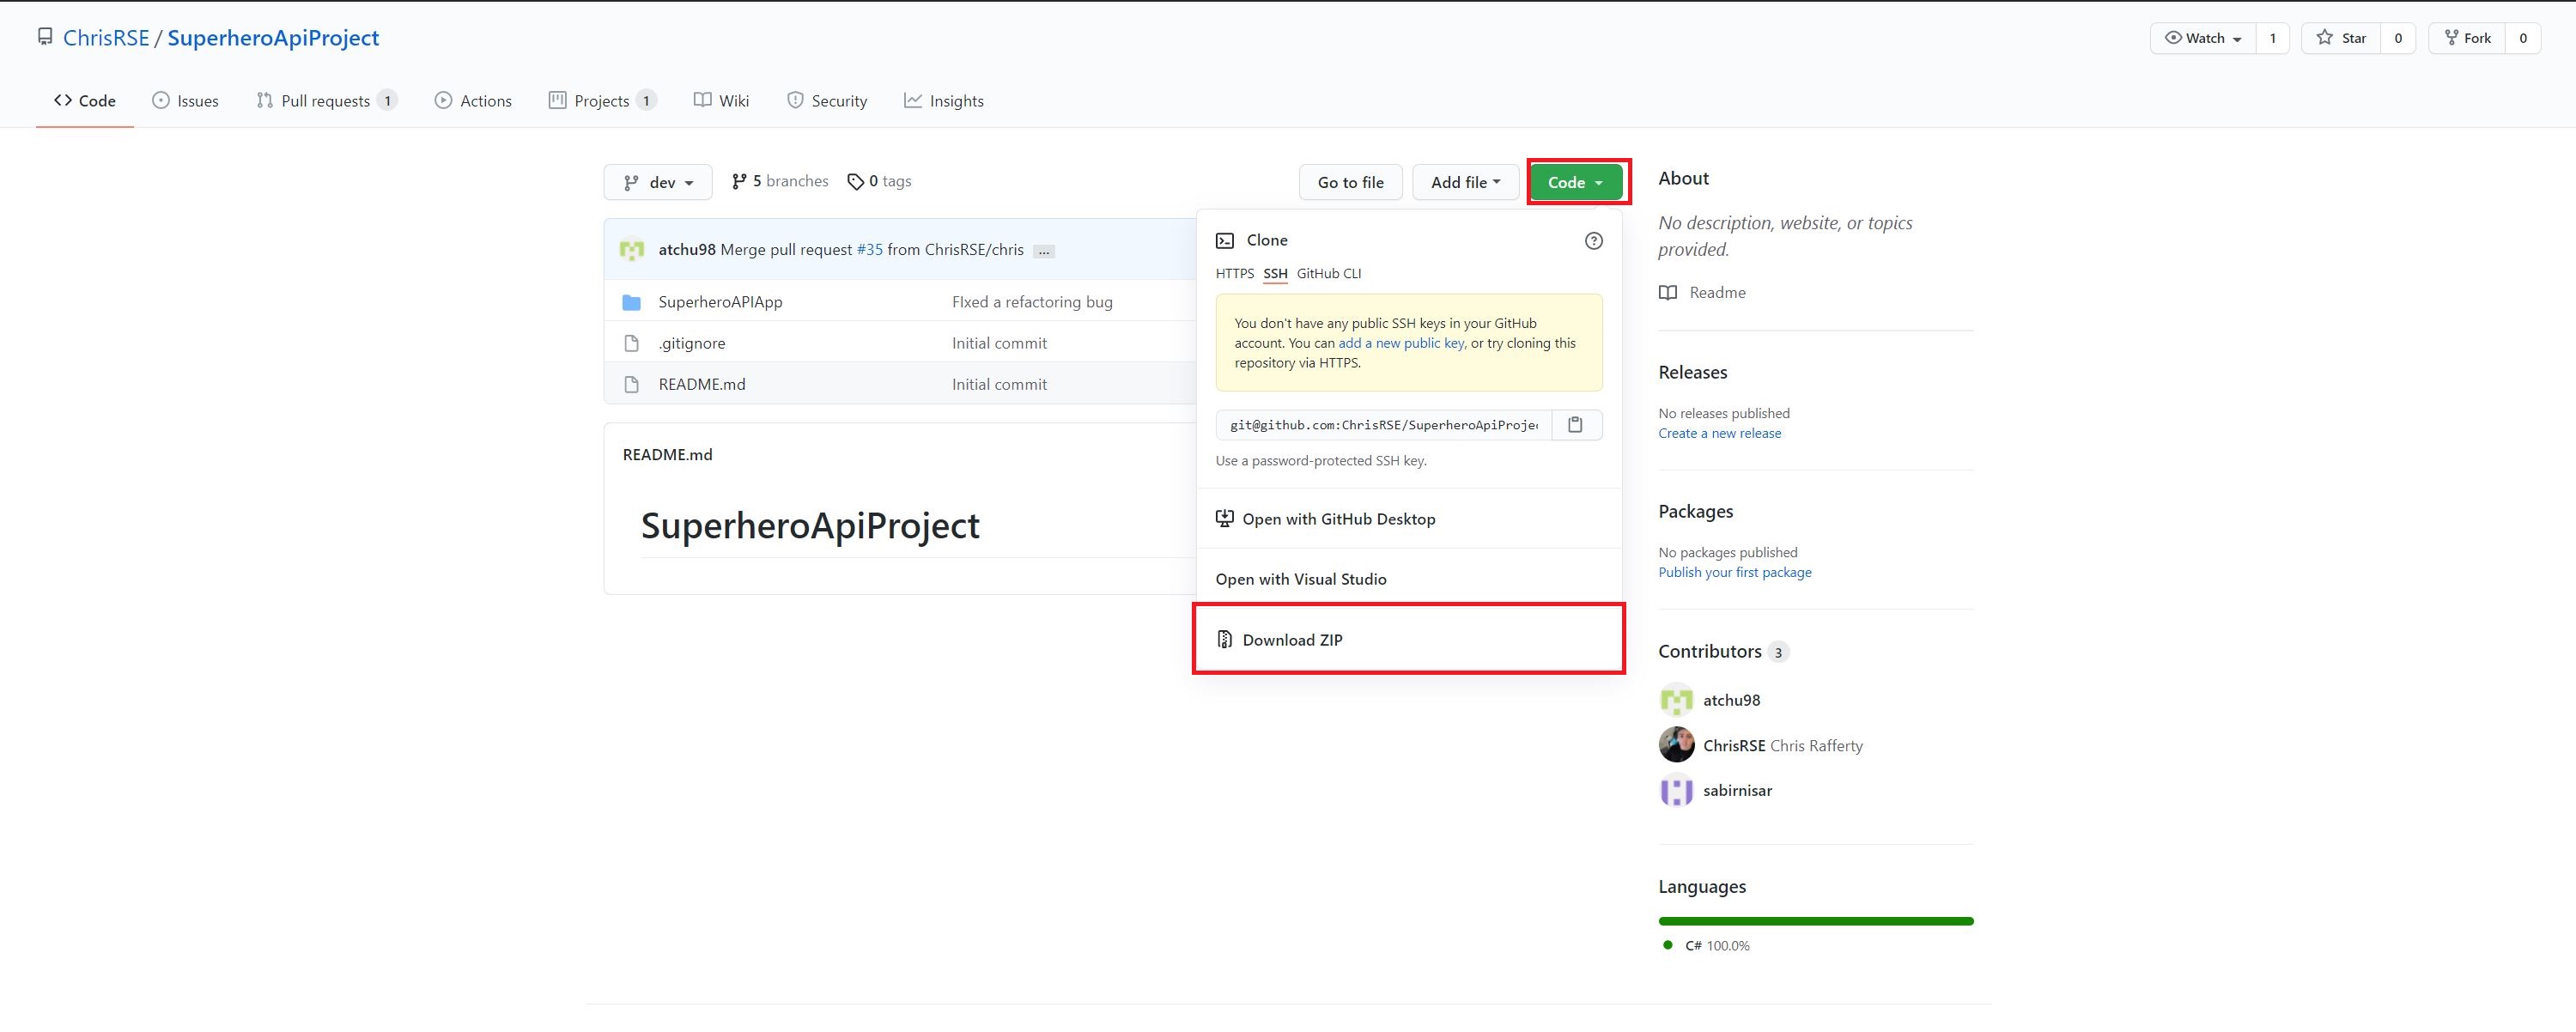 ChrisRSE / SuperheroApiProject
Watch 1 Star 0 Fork 0
Code Issues Pull requests 1 Actions Projects 1 Wiki Security Insights
dev 5 branches 0 tags Go to file Add file Code
atchu98 Merge pull request #35 from ChrisRSE/chris ...
SuperheroAPIApp FIxed a refactoring bug
.gitignore Initial commit
README.md Initial commit
README.md
SuperheroApiProject
Clone
HTTPS SSH GitHub CLI
You don't have any public SSH keys in your GitHub
account. You can add a new public key, or try cloning this
repository via HTTPS.
git@github.com:ChrisRSE/SuperheroApiProjec
Use a password-protected SSH key.
Open with GitHub Desktop
Open with Visual Studio
Download ZIP
About
No description, website, or topics
provided.
Readme
Releases
No releases published
Create a new release
Packages
No packages published
Publish your first package
Contributors 3
atchu98
ChrisRSE Chris Rafferty
sabirnisar
Languages
C# 100.0%